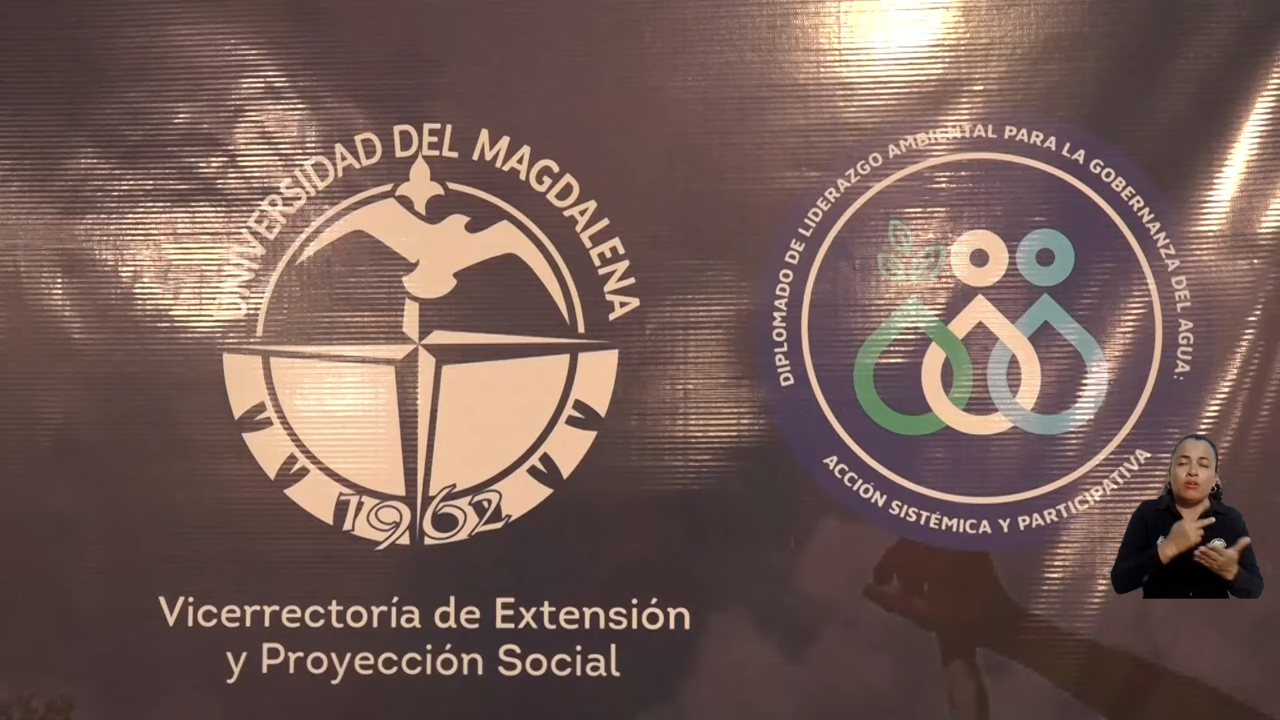 UNIVERSIDAD DEL MAGDALENA
1962
Vicerrectoría de Extensión
y Proyección Social
DIPLOMADO DE LIDERAZGO AMBIENTAL PARA LA GOBERNANZA DEL AGUA:
ACCIÓN SISTÉMICA Y PARTICIPATIVA